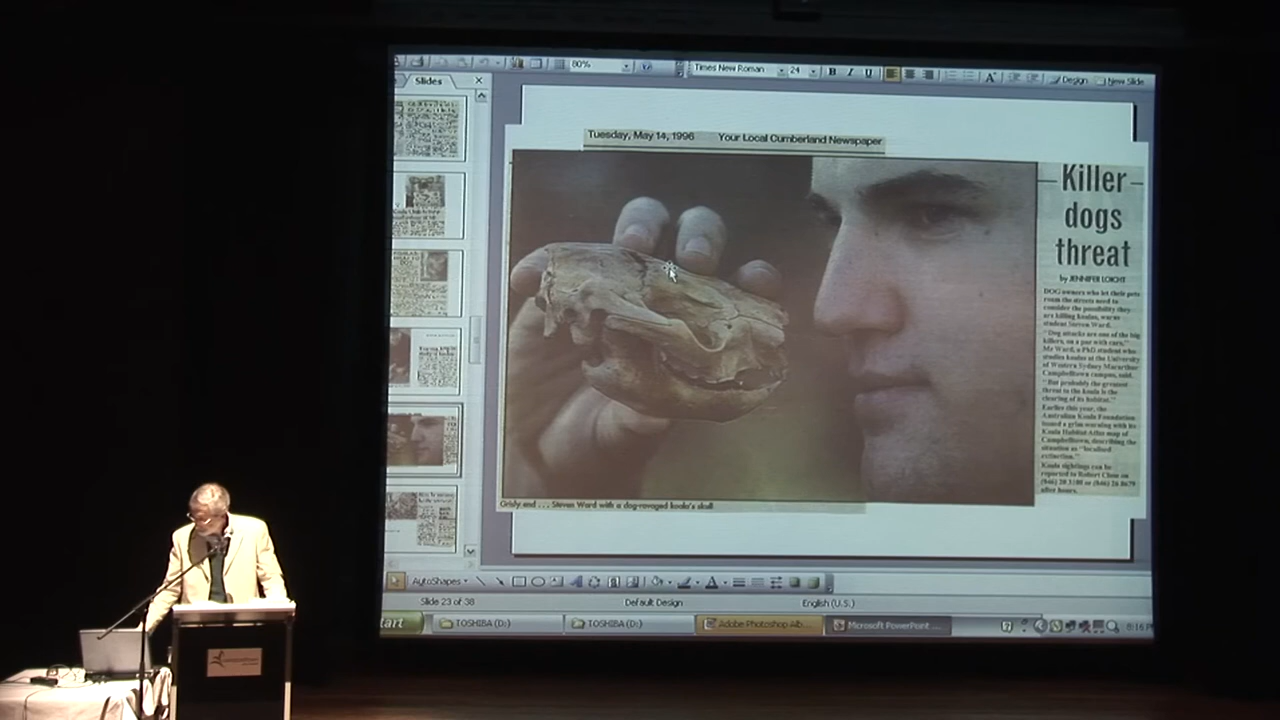 80%
Times New Roman
24
B I U
Design
New Slide
Slides
Tuesday, May 14, 1996 Your Local Cumberland Newspaper
Killer
dogs
threat
by JENNIFER
DOG owners who let their pets
roam the streets need to
consider the possibility they
are killing koalas, warns
student Steven Ward.
"Dog attacks are one of the big
killers, on a par with cars,"
Mr Ward, a PhD student who
studies koalas at the University
of Western Sydney Macarthur
Campbelltown campus, said.
"But probably the greatest
threat to the koala is the
clearing of its habitat."
Earlier this year, the
Australian Koala Foundation
issued a grim warning with its
Koala Habitat Atlas map of
Campbelltown, describing the
situation as "localised
extinction."
Koala sightings can be
reported to Robert Close on
after hours.
Grisly end . . . Steven Ward with a dog-ravaged koala's skull
AutoShapes
Slide 23 of 38
Default Design
English (U.S.)
start
TOSHIBA (D:)
TOSHIBA (D:)
Adobe Photoshop Alb...
Microsoft PowerPoint ...
8:16 P